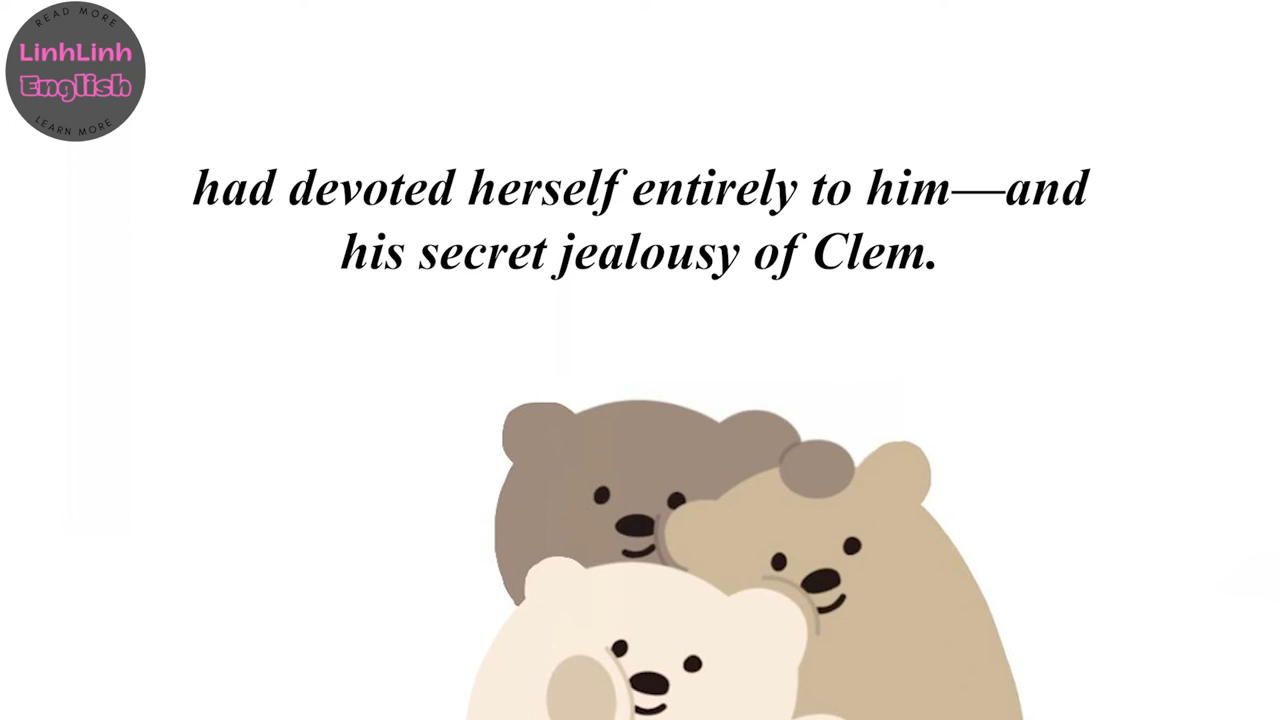 READ MORE
LinhLinh
English
LEARN MORE
had devoted herself entirely to him—and
his secret jealousy of Clem.